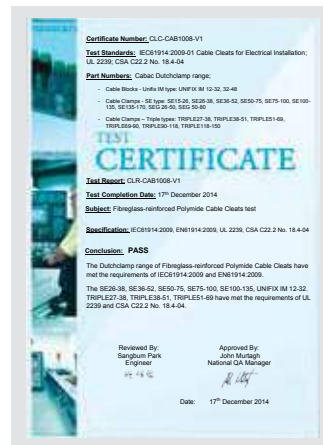 Certificate Number: CLC-CAB1008-V1
Test Standards: IEC61914:2009-01 Cable Cleats for Electrical Installation;
UL 2239; CSA C22.2 No. 18.4-04
Part Numbers: Cabac Dutchclamp range;
- Cable Blocks - Unifix IM type: UNIFIX IM 12-32, 32-48
- Cable Clamps - SE type: SE15-26, SE26-38, SE36-52, SE50-75, SE75-100, SE100-
135, SE135-170, SEG 26-50, SEG 50-80
- Cable Clamps – Triple types: TRIPLE27-38, TRIPLE38-51, TRIPLE51-69,
TRIPLE69-90, TRIPLE90-118, TRIPLE118-150
TEST
CERTIFICATE
Test Report: CLR-CAB1008-V1
Test Completion Date: 17th December 2014
Subject: Fibreglass-reinforced Polymide Cable Cleats test
Specification: IEC61914:2009, EN61914:2009, UL 2239, CSA C22.2 No. 18.4-04
Conclusion: PASS
The Dutchclamp range of Fibreglass-reinforced Polymide Cable Cleats have
met the requirements of IEC61914:2009 and EN61914:2009.
The SE26-38, SE36-52, SE50-75, SE75-100, SE100-135, UNIFIX IM 12-32.
TRIPLE27-38, TRIPLE38-51, TRIPLE51-69 have met the requirements of UL
2239 and CSA C22.2 No. 18.4-04.
Reviewed By:
Sangbum Park
Engineer
Approved By:
John Murtagh
National QA Manager
Date: 17th December 2014